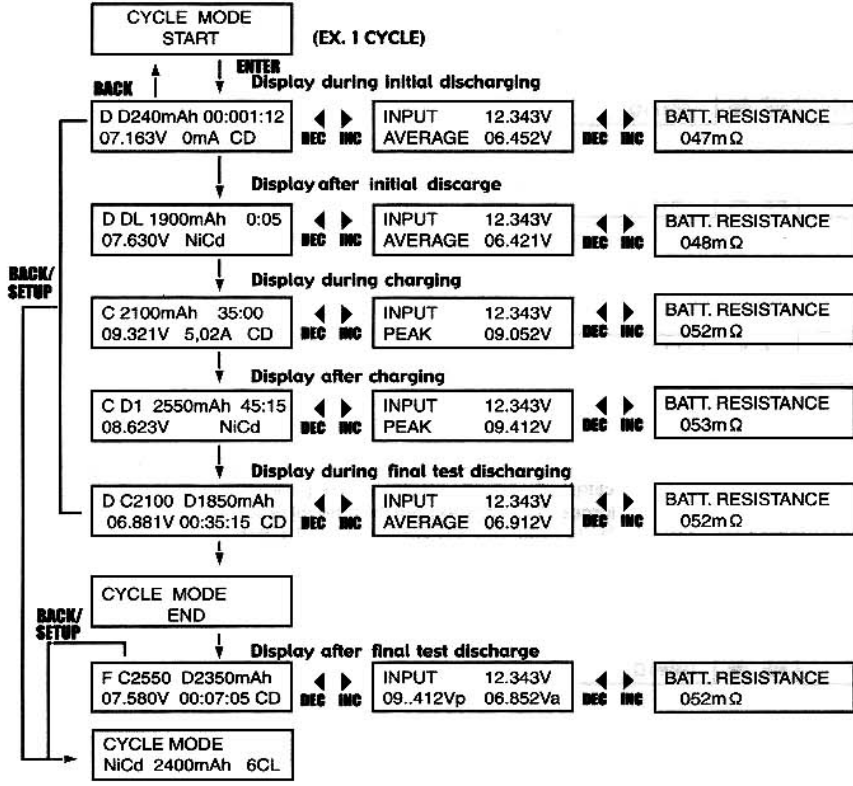 CYCLE MODE
START
(EX. 1 CYCLE)
ENTER
BACK
Display during initial discharging
D D240mAh 00:001:12
07.163V 0mA CD
DEC INC
INPUT 12.343V
AVERAGE 06.452V
DEC INC
BATT. RESISTANCE
047mΩ
Display after initial discarge
D DL 1900mAh 0:05
07.630V NiCd
DEC INC
INPUT 12.343V
AVERAGE 06.421V
DEC INC
BATT. RESISTANCE
048mΩ
BACK/
SETUP
Display during charging
C 2100mAh 35:00
09.321V 5,02A CD
DEC INC
INPUT 12.343V
PEAK 09.052V
DEC INC
BATT. RESISTANCE
052mΩ
Display after charging
C D1 2550mAh 45:15
08.623V NiCd
DEC INC
INPUT 12.343V
PEAK 09.412V
DEC INC
BATT. RESISTANCE
053mΩ
Display during final test discharging
D C2100 D1850mAh
06.881V 00:35:15 CD
DEC INC
INPUT 12.343V
AVERAGE 06.912V
DEC INC
BATT. RESISTANCE
052mΩ
CYCLE MODE
END
BACK/
SETUP
Display after final test discharge
F C2550 D2350mAh
07.580V 00:07:05 CD
DEC INC
INPUT 12.343V
09..412Vp 06.852Va
DEC INC
BATT. RESISTANCE
052mΩ
CYCLE MODE
NiCd 2400mAh 6CL